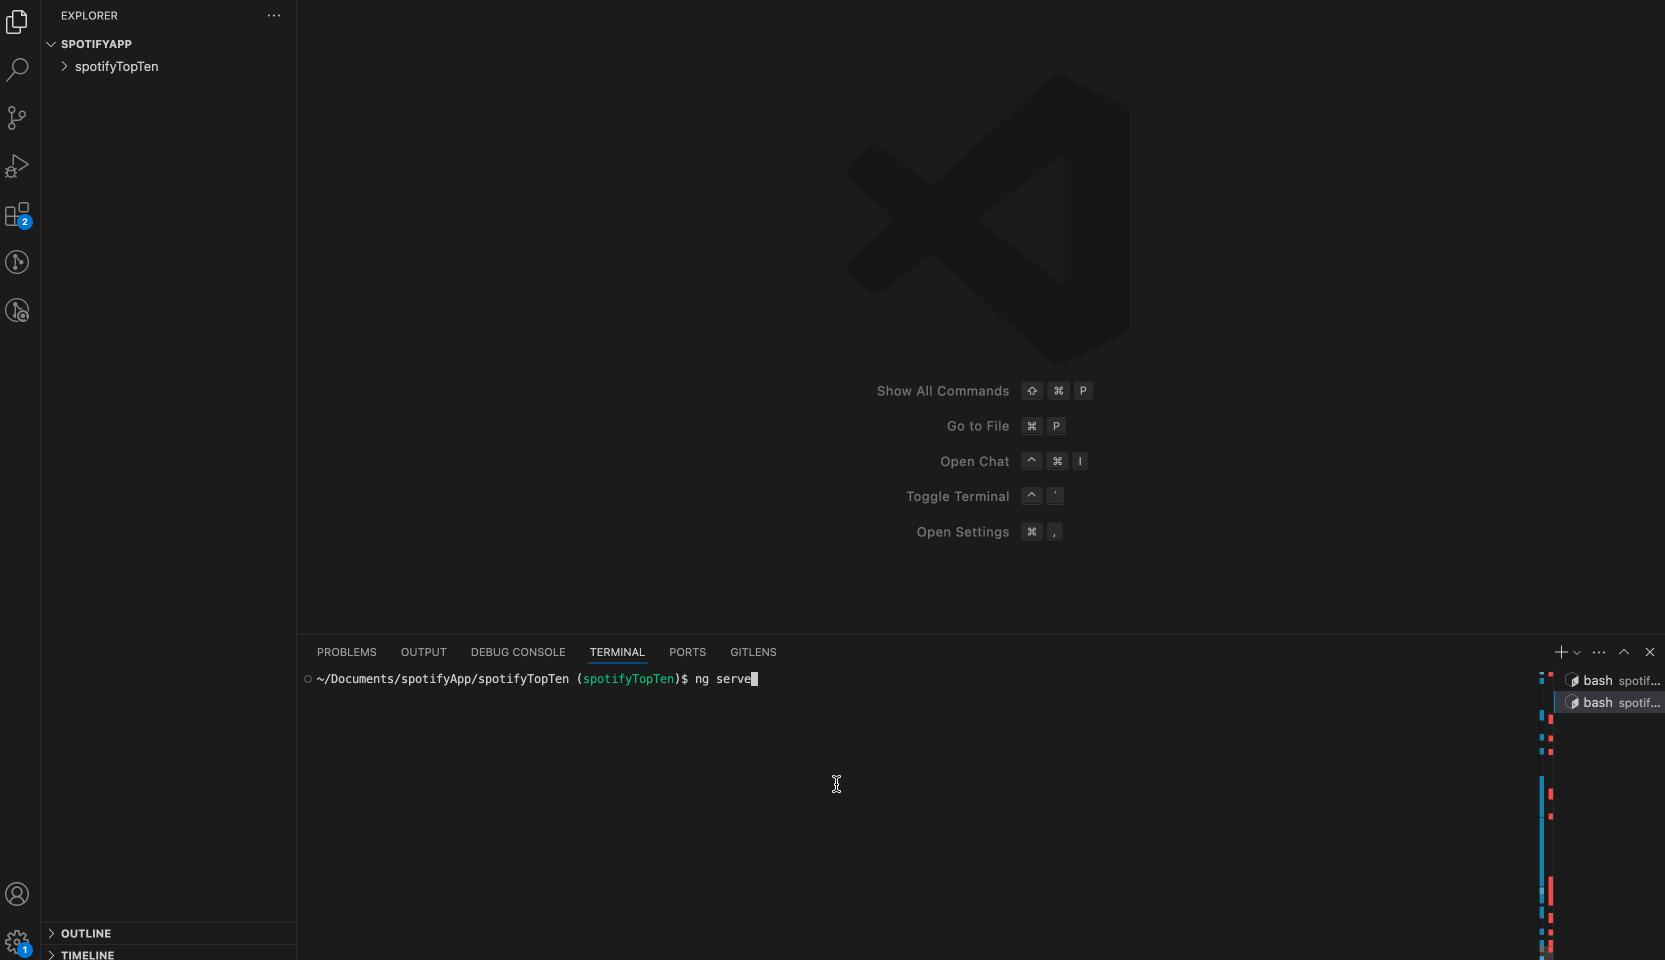 EXPLORER
SPOTIFYAPP
spotifyTopTen
2
Show All Commands ⇧ ⌘ P
Go to File ⌘ P
Open Chat ^ ⌘ I
Toggle Terminal ^ `
Open Settings ⌘ ,
PROBLEMS OUTPUT DEBUG CONSOLE TERMINAL PORTS GITLENS
~/Documents/spotifyApp/spotifyTopTen (spotifyTopTen)$ ng serve
bash spotif...
bash spotif...
OUTLINE
1
TIMELINE